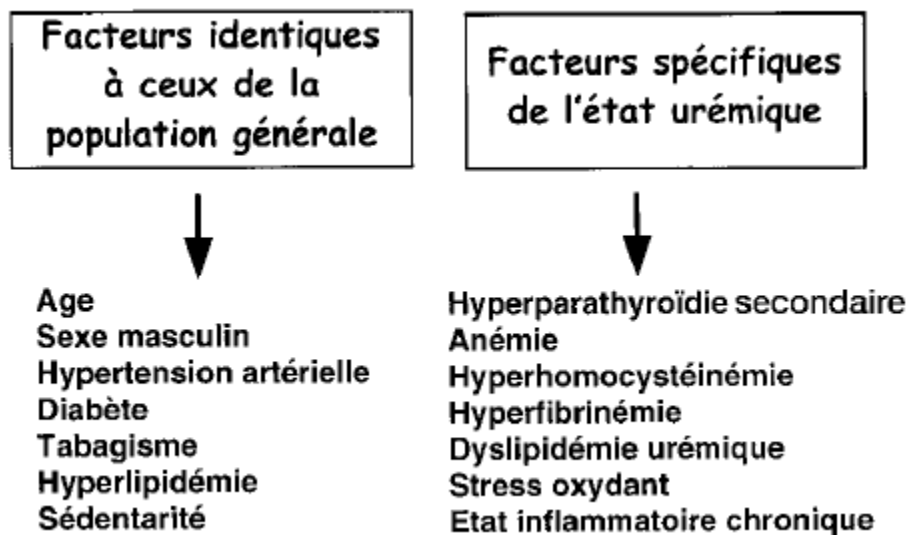 Facteurs identiques
à ceux de la
population générale
Facteurs spécifiques
de l'état urémique
Age
Sexe masculin
Hypertension artérielle
Diabète
Tabagisme
Hyperlipidémie
Sédentarité
Hyperparathyroïdie secondaire
Anémie
Hyperhomocystéinémie
Hyperfibrinémie
Dyslipidémie urémique
Stress oxydant
Etat inflammatoire chronique